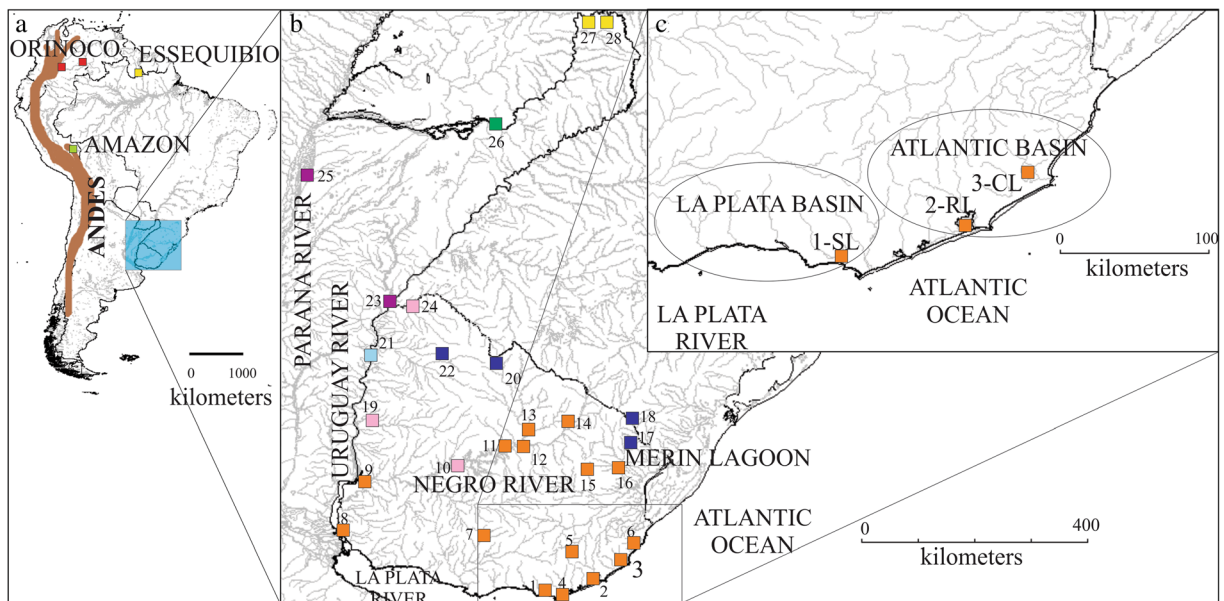 a
ORINOCO
ESSEQUIBIO
AMAZON
ANDES
0 1000
kilometers
b
27 28
26
25
PARANA RIVER
23
24
URUGUAY RIVER
21
22
20
19
13
14
18
11
12
17
MERIN LAGOON
10
15
16
9
NEGRO RIVER
8
7
5
6
ATLANTIC
OCEAN
3
1
4
2
LA PLATA
RIVER
0 400
kilometers
c
ATLANTIC BASIN
3-CL
LA PLATA BASIN
2-RL
1-SL
0 100
kilometers
ATLANTIC
OCEAN
LA PLATA
RIVER